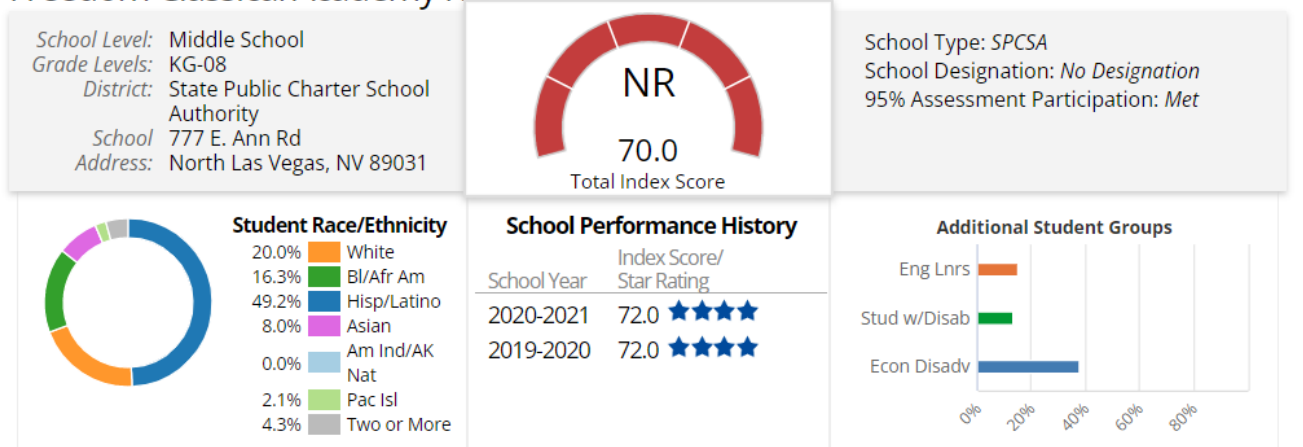 School Level: Middle School
Grade Levels: KG-08
District: State Public Charter School
Authority
School 777 E. Ann Rd
Address: North Las Vegas, NV 89031
NR
70.0
Total Index Score
School Type: SPCSA
School Designation: No Designation
95% Assessment Participation: Met
Student Race/Ethnicity
20.0% White
16.3% Bl/Afr Am
49.2% Hisp/Latino
8.0% Asian
0.0% Am Ind/AK
Nat
2.1% Pac Isl
4.3% Two or More
School Performance History
School Year Index Score/
Star Rating
2020-2021 72.0
2019-2020 72.0
Additional Student Groups
Eng Lnrs
Stud w/Disab
Econ Disadv
0% 20% 40% 60% 80%